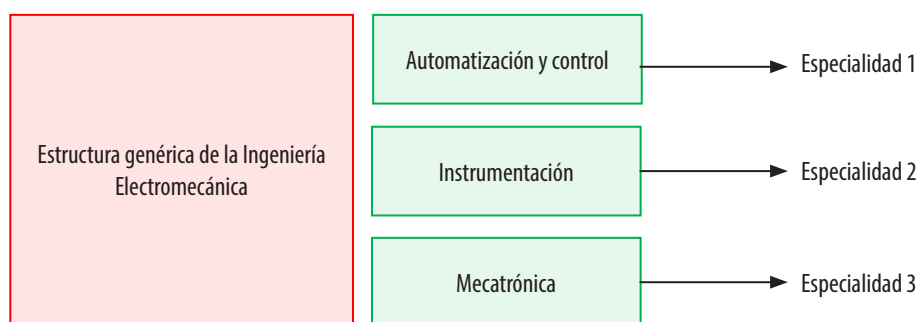 Estructura genérica de la Ingeniería
Electromecánica
Automatización y control
Especialidad 1
Instrumentación
Especialidad 2
Mecatrónica
Especialidad 3